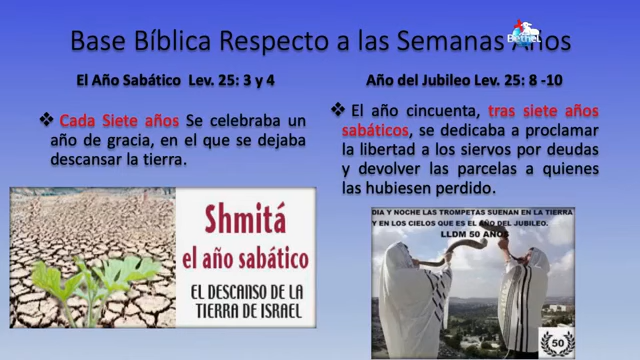 Base Bíblica Respecto a las Semanas Años
Bethel
El Año Sabático Lev. 25: 3 y 4
Cada Siete años Se celebraba un
año de gracia, en el que se dejaba
descansar la tierra.
Shmitá
el año sabático
EL DESCANSO DE LA
TIERRA DE ISRAEL
Año del Jubileo Lev. 25: 8 -10
El año cincuenta, tras siete años
sabáticos, se dedicaba a proclamar
la libertad a los siervos por deudas
y devolver las parcelas a quienes
las hubiesen perdido.
DIA Y NOCHE LAS TROMPETAS SUENAN EN LA TIERRA
Y EN LOS CIELOS QUE ES EL AÑO DEL JUBILEO.
LLDM 50 AÑOS
50